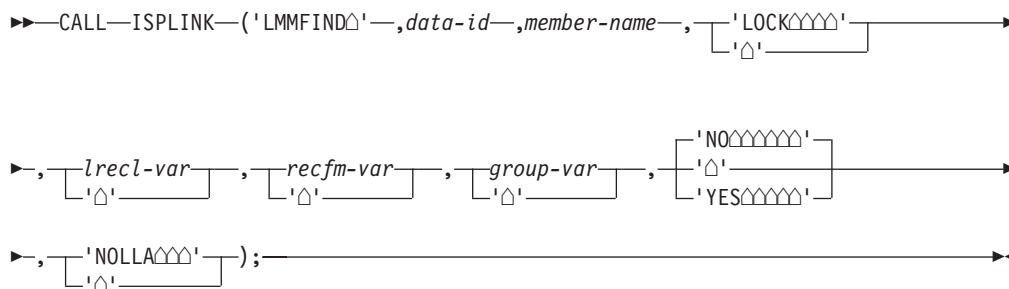 CALL ISPLINK ('LMMFIND⌂' ,data-id ,member-name , 'LOCK⌂⌂⌂⌂'
'⌂'
'NO⌂⌂⌂⌂⌂⌂'
, lrecl-var , recfm-var , group-var , '⌂'
'⌂' '⌂' '⌂' 'YES⌂⌂⌂⌂⌂'
, 'NOLLA⌂⌂⌂' );
'⌂'